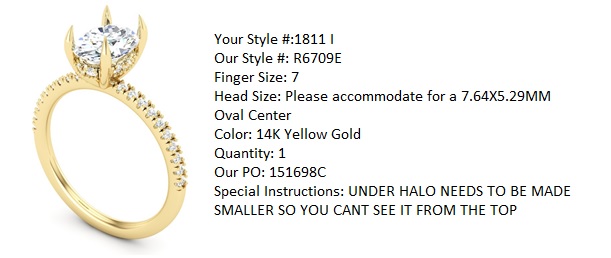 Your Style #:1811 I
Our Style #: R6709E
Finger Size: 7
Head Size: Please accommodate for a 7.64X5.29MM
Oval Center
Color: 14K Yellow Gold
Quantity: 1
Our PO: 151698C
Special Instructions: UNDER HALO NEEDS TO BE MADE
SMALLER SO YOU CANT SEE IT FROM THE TOP